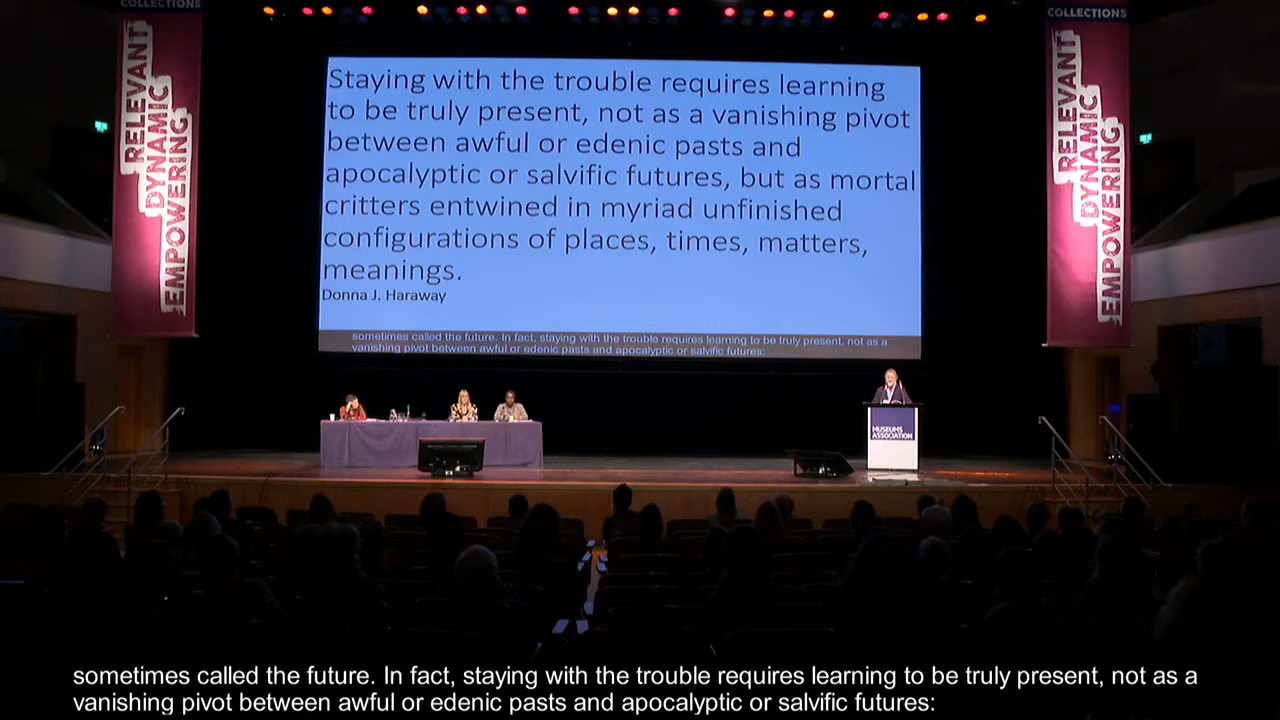 COLLECTIONS
RELEVANT
DYNAMIC
EMPOWERING
Staying with the trouble requires learning
to be truly present, not as a vanishing pivot
between awful or edenic pasts and
apocalyptic or salvific futures, but as mortal
critters entwined in myriad unfinished
configurations of places, times, matters,
meanings.
Donna J. Haraway
sometimes called the future. In fact, staying with the trouble requires learning to be truly present, not as a
vanishing pivot between awful or edenic pasts and apocalyptic or salvific futures:
COLLECTIONS
RELEVANT
DYNAMIC
EMPOWERING
MUSEUMS
ASSOCIATION
sometimes called the future. In fact, staying with the trouble requires learning to be truly present, not as a
vanishing pivot between awful or edenic pasts and apocalyptic or salvific futures: